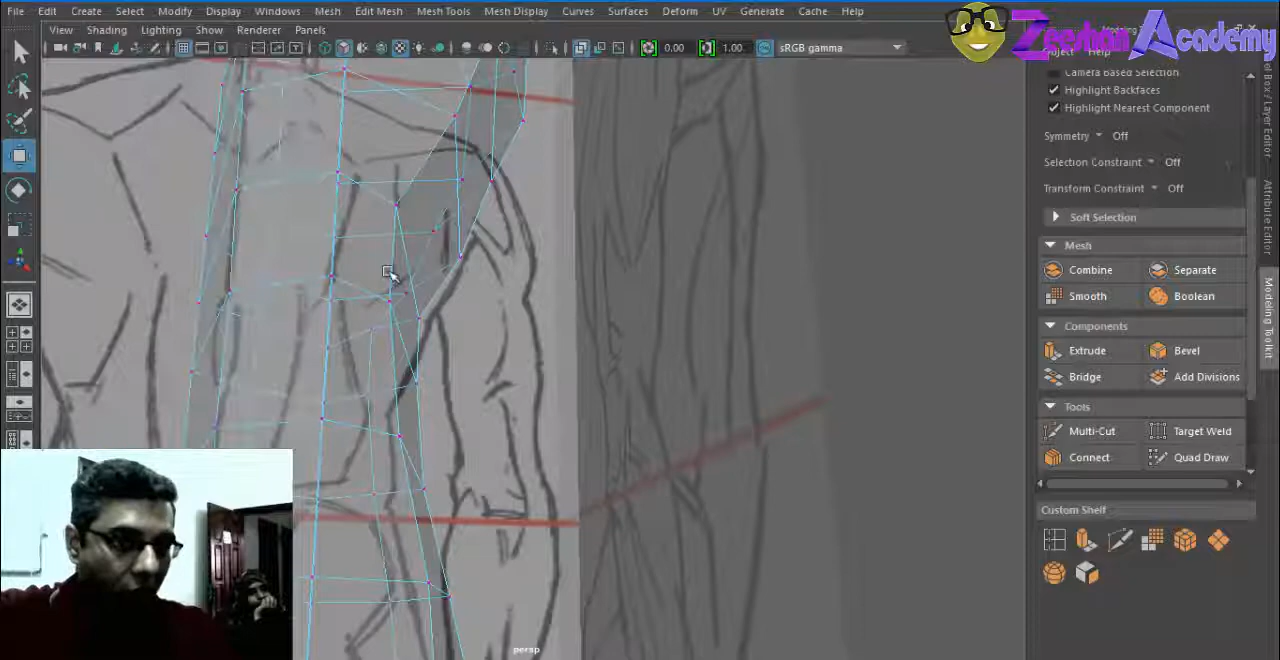 File Edit Create Select Modify Display Windows Mesh Edit Mesh Mesh Tools Mesh Display Curves Surfaces Deform UV Generate Cache Help
View Shading Lighting Show Renderer Panels
0.00 1.00 sRGB gamma
Zeeshan Academy
Help
Camera Based Selection
Highlight Backfaces
Highlight Nearest Component
Symmetry Off
Selection Constraint Off
Transform Constraint Off
Soft Selection
Mesh
Combine Separate
Smooth Boolean
Components
Extrude Bevel
Bridge Add Divisions
Tools
Multi-Cut Target Weld
Connect Quad Draw
Custom Shelf
persp
Attribute Editor
Modeling Toolkit